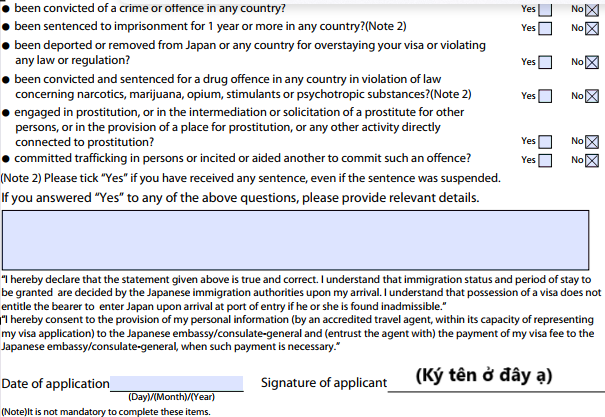 ● been convicted of a crime or offence in any country? Yes No
● been sentenced to imprisonment for 1 year or more in any country?(Note 2) Yes No
● been deported or removed from Japan or any country for overstaying your visa or violating
any law or regulation? Yes No
● been convicted and sentenced for a drug offence in any country in violation of law
concerning narcotics, marijuana, opium, stimulants or psychotropic substances?(Note 2) Yes No
● engaged in prostitution, or in the intermediation or solicitation of a prostitute for other
persons, or in the provision of a place for prostitution, or any other activity directly
connected to prostitution? Yes No
● committed trafficking in persons or incited or aided another to commit such an offence? Yes No
(Note 2) Please tick "Yes" if you have received any sentence, even if the sentence was suspended.
If you answered "Yes" to any of the above questions, please provide relevant details.
"I hereby declare that the statement given above is true and correct. I understand that immigration status and period of stay to
be granted are decided by the Japanese immigration authorities upon my arrival. I understand that possession of a visa does not
entitle the bearer to enter Japan upon arrival at port of entry if he or she is found inadmissible."
"I hereby consent to the provision of my personal information (by an accredited travel agent, within its capacity of representing
my visa application) to the Japanese embassy/consulate-general and (entrust the agent with) the payment of my visa fee to the
Japanese embassy/consulate-general, when such payment is necessary."
Date of application Signature of applicant (Ký tên ở đây ạ)
(Day)/(Month)/(Year)
(Note)It is not mandatory to complete these items.